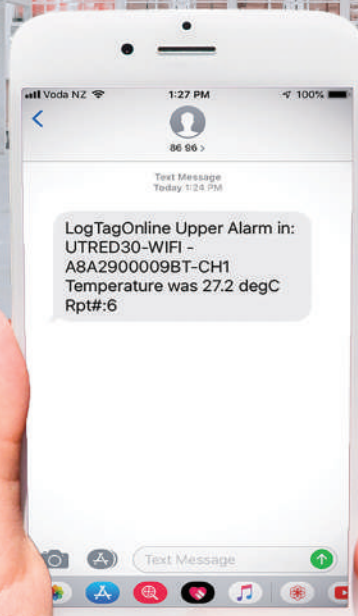 Voda NZ 1:27 PM 100%
86 96 >
Text Message
Today 1:24 PM
LogTagOnline Upper Alarm in:
UTRED30-WIFI -
A8A2900009BT-CH1
Temperature was 27.2 degC
Rpt#:6
Text Message